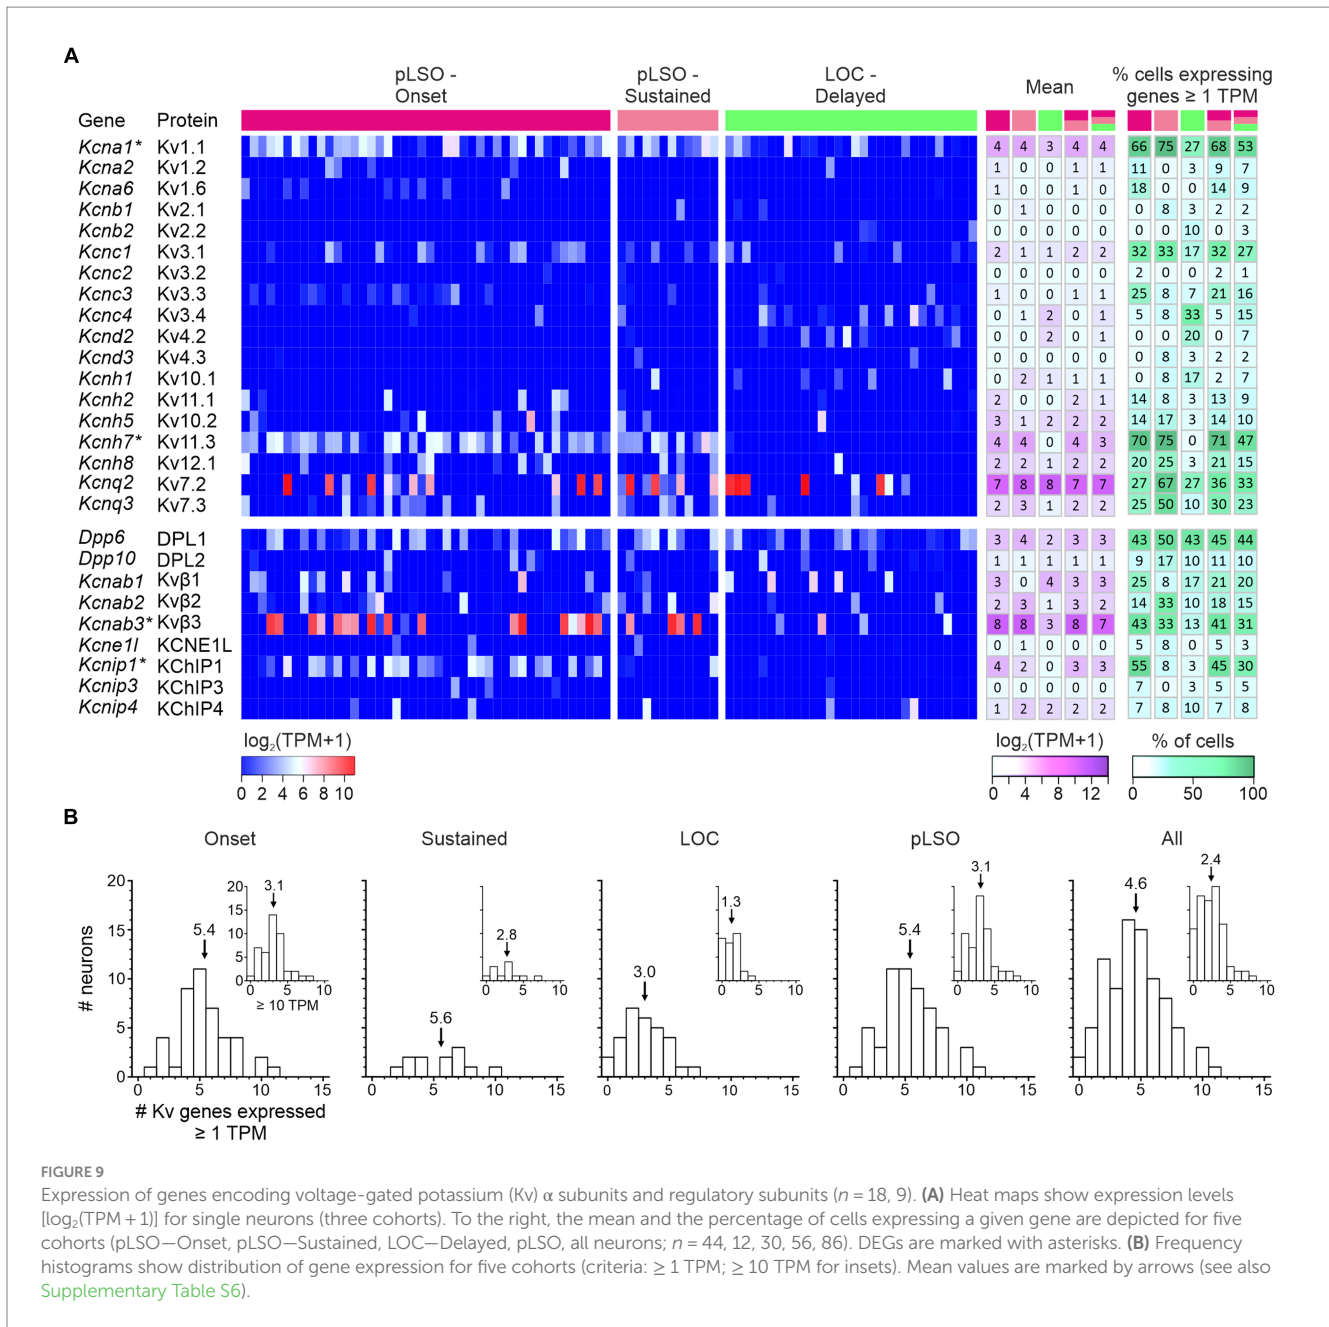 A
pLSO - Onset
pLSO - Sustained
LOC - Delayed
Mean
% cells expressing genes ≥ 1 TPM
Gene Protein
Kcna1* Kv1.1 4 4 3 4 4 66 75 27 68 53
Kcna2 Kv1.2 1 0 0 1 1 11 0 3 9 7
Kcna6 Kv1.6 1 0 0 1 0 18 0 0 14 9
Kcnb1 Kv2.1 0 1 0 0 0 0 8 3 2 2
Kcnb2 Kv2.2 0 0 0 0 0 0 0 10 0 3
Kcnc1 Kv3.1 2 1 1 2 2 32 33 17 32 27
Kcnc2 Kv3.2 0 0 0 0 0 2 0 0 2 1
Kcnc3 Kv3.3 1 0 0 1 1 25 8 7 21 16
Kcnc4 Kv3.4 0 1 2 0 1 5 8 33 5 15
Kcnd2 Kv4.2 0 0 2 0 1 0 0 20 0 7
Kcnd3 Kv4.3 0 0 0 0 0 0 8 3 2 2
Kcnh1 Kv10.1 0 2 1 1 1 0 8 17 2 7
Kcnh2 Kv11.1 2 0 0 2 1 14 8 3 13 9
Kcnh5 Kv10.2 3 1 2 2 2 14 17 3 14 10
Kcnh7* Kv11.3 4 4 0 4 3 70 75 0 71 47
Kcnh8 Kv12.1 2 2 1 2 2 20 25 3 21 15
Kcnq2 Kv7.2 7 8 8 7 7 27 67 27 36 33
Kcnq3 Kv7.3 2 3 1 2 2 25 50 10 30 23
Dpp6 DPL1 3 4 2 3 3 43 50 43 45 44
Dpp10 DPL2 1 1 1 1 1 9 17 10 11 10
Kcnab1 Kvβ1 3 0 4 3 3 25 8 17 21 20
Kcnab2 Kvβ2 2 3 1 3 2 14 33 10 18 15
Kcnab3* Kvβ3 8 8 3 8 7 43 33 13 41 31
Kcne1l KCNE1L 0 1 0 0 0 5 8 0 5 3
Kcnip1* KChIP1 4 2 0 3 3 55 8 3 45 30
Kcnip3 KChIP3 0 0 0 0 0 7 0 3 5 5
Kcnip4 KChIP4 1 2 2 2 2 7 8 10 7 8
log2(TPM+1) log2(TPM+1) % of cells
0 2 4 6 8 10 0 4 8 12 0 50 100
B
Onset Sustained LOC pLSO All
# neurons
20 15 10 5 0
5.4 5.6 3.0 5.4 4.6
20 15 10 5 0
3.1 2.8 1.3 3.1 2.4
0 5 10 0 5 10 0 5 10 0 5 10 0 5 10
≥ 10 TPM
0 5 10 15 0 5 10 15 0 5 10 15 0 5 10 15 0 5 10 15
# Kv genes expressed
≥ 1 TPM
FIGURE 9
Expression of genes encoding voltage-gated potassium (Kv) α subunits and regulatory subunits (n = 18, 9). (A) Heat maps show expression levels
[log2(TPM + 1)] for single neurons (three cohorts). To the right, the mean and the percentage of cells expressing a given gene are depicted for five
cohorts (pLSO—Onset, pLSO—Sustained, LOC—Delayed, pLSO, all neurons; n = 44, 12, 30, 56, 86). DEGs are marked with asterisks. (B) Frequency
histograms show distribution of gene expression for five cohorts (criteria: ≥ 1 TPM; ≥ 10 TPM for insets). Mean values are marked by arrows (see also
Supplementary Table S6).